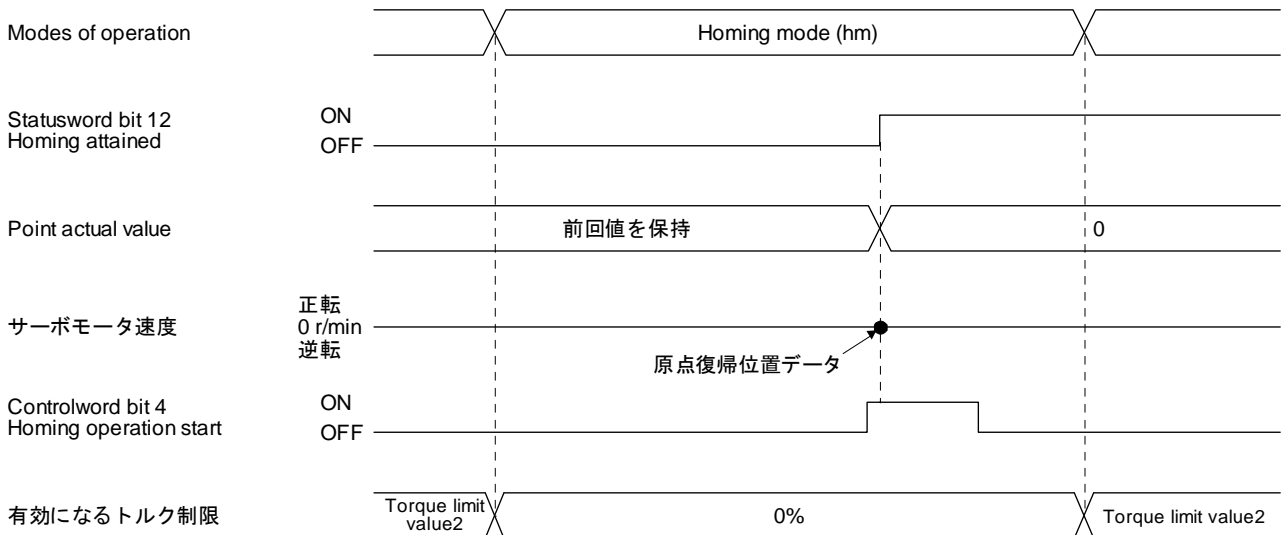 Modes of operation
Homing mode (hm)
Statusword bit 12
Homing attained
ON
OFF
Point actual value
前回値を保持
0
サーボモータ速度
正転
0 r/min
逆転
原点復帰位置データ
Controlword bit 4
Homing operation start
ON
OFF
有効になるトルク制限
Torque limit
value2
0%
Torque limit value2